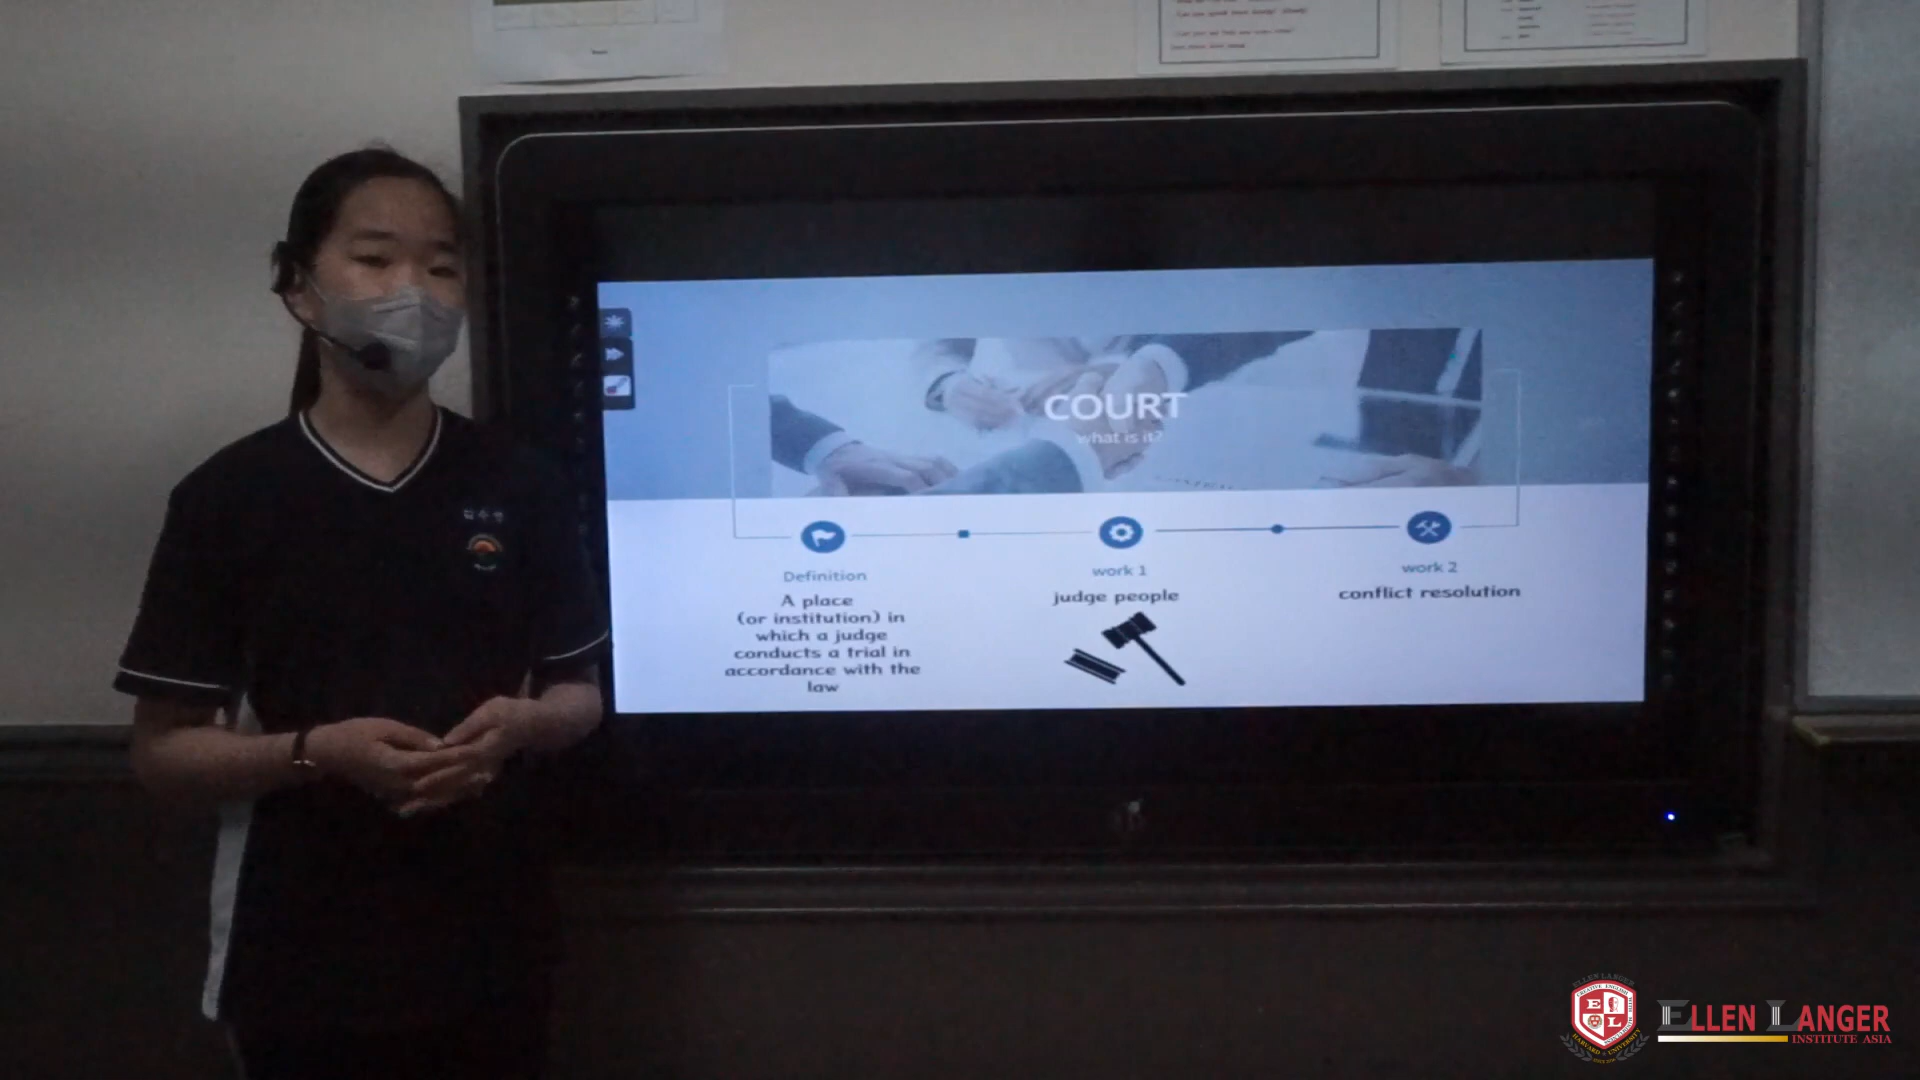 COURT
what is it?
Definition
A place
(or institution) in
which a judge
conducts a trial in
accordance with the
law
work 1
judge people
work 2
conflict resolution
ELLEN LANGER
INSTITUTE ASIA